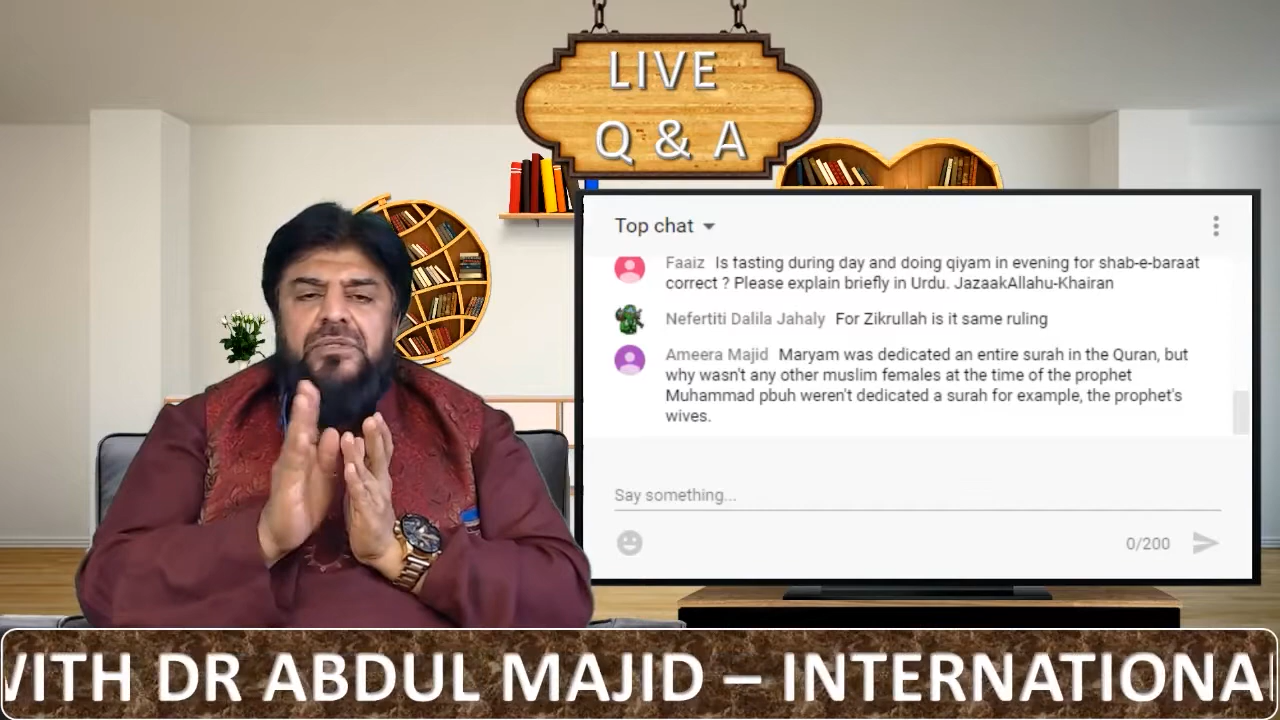 LIVE
Q & A
Top chat
Faaiz Is fasting during day and doing qiyam in evening for shab-e-baraat
correct ? Please explain briefly in Urdu. JazaakAllahu-Khairan
Nefertiti Dalila Jahaly For Zikrullah is it same ruling
Ameera Majid Maryam was dedicated an entire surah in the Quran, but
why wasn't any other muslim females at the time of the prophet
Muhammad pbuh weren't dedicated a surah for example, the prophet's
wives.
Say something...
0/200
WITH DR ABDUL MAJID – INTERNATIONA